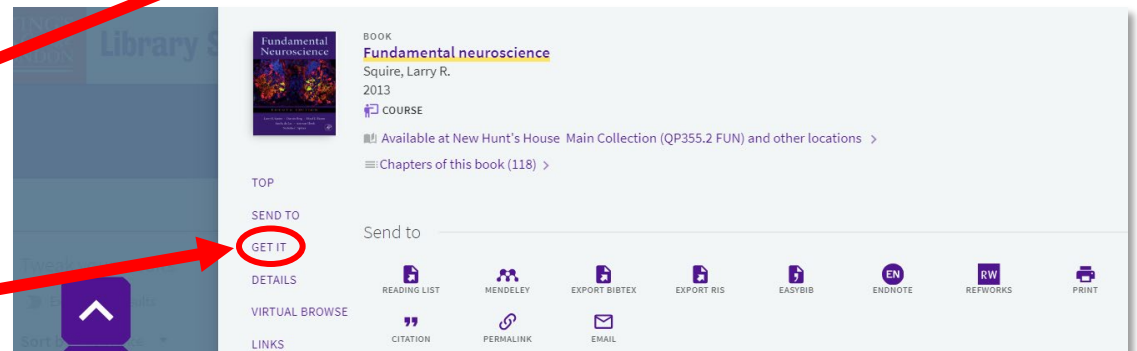 Library S
Fundamental
Neuroscience
BOOK
Fundamental neuroscience
Squire, Larry R.
2013
COURSE
Available at New Hunt's House Main Collection (QP355.2 FUN) and other locations >
Chapters of this book (118) >
TOP
SEND TO
GET IT
DETAILS
VIRTUAL BROWSE
LINKS
Send to
READING LIST
MENDELEY
EXPORT BIBTEX
EXPORT RIS
EASYBIB
EN
ENDNOTE
RW
REFWORKS
PRINT
CITATION
PERMALINK
EMAIL